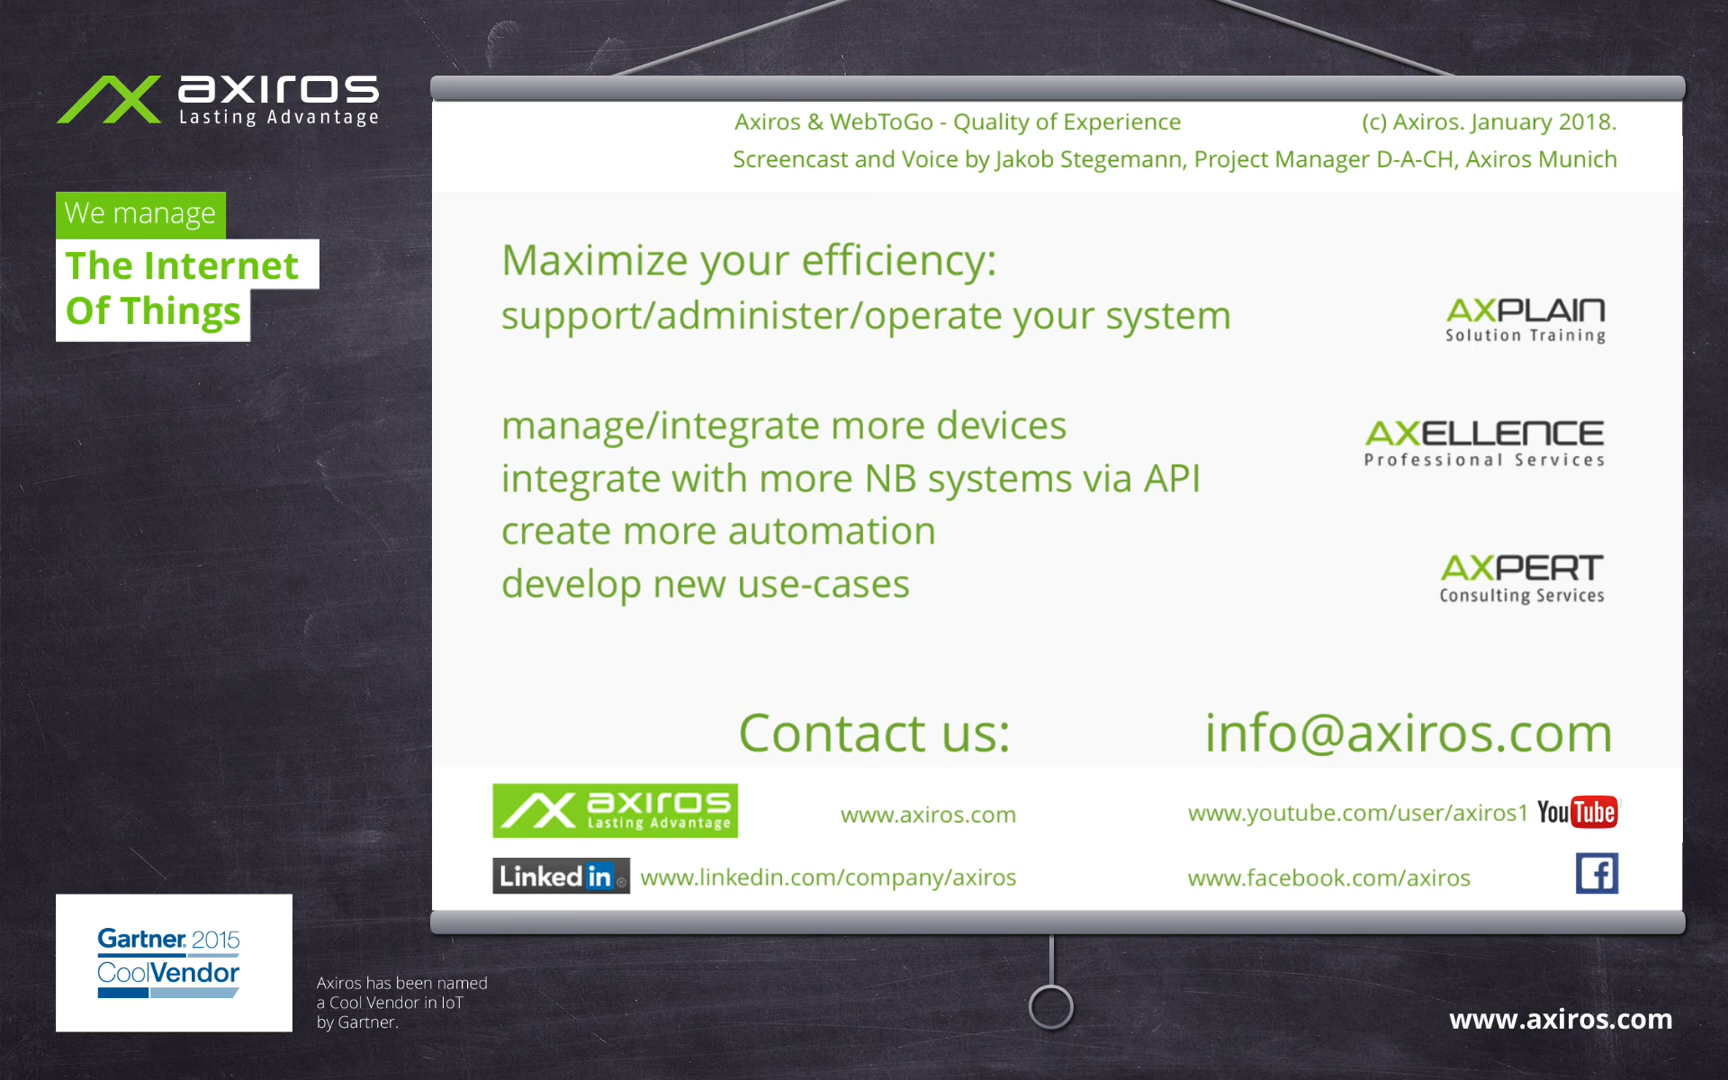 axiros
Lasting Advantage
We manage
The Internet
Of Things
Axiros & WebToGo - Quality of Experience (c) Axiros. January 2018.
Screencast and Voice by Jakob Stegemann, Project Manager D-A-CH, Axiros Munich
Maximize your efficiency:
support/administer/operate your system
AXPLAIN
Solution Training
manage/integrate more devices
integrate with more NB systems via API
create more automation
develop new use-cases
AXELLENCE
Professional Services
AXPERT
Consulting Services
Contact us: info@axiros.com
axiros
Lasting Advantage
www.axiros.com
www.youtube.com/user/axiros1 YouTube
Linked in ® www.linkedin.com/company/axiros
www.facebook.com/axiros f
Gartner 2015
CoolVendor
Axiros has been named
a Cool Vendor in IoT
by Gartner.
www.axiros.com